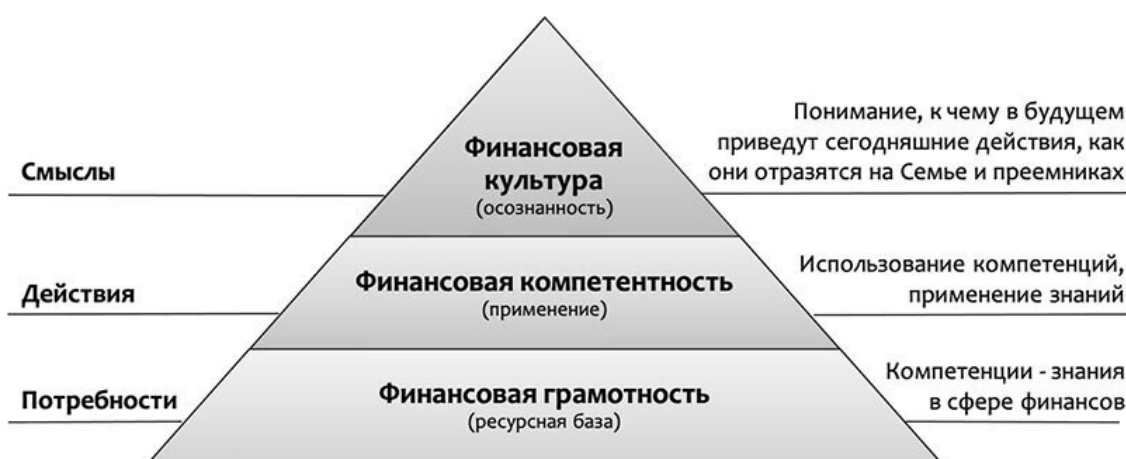 Смыслы
Финансовая
культура
(осознанность)
Понимание, к чему в будущем
приведут сегодняшние действия, как
они отразятся на Семье и преемниках
Действия
Финансовая компетентность
(применение)
Использование компетенций,
применение знаний
Потребности
Финансовая грамотность
(ресурсная база)
Компетенции - знания
в сфере финансов